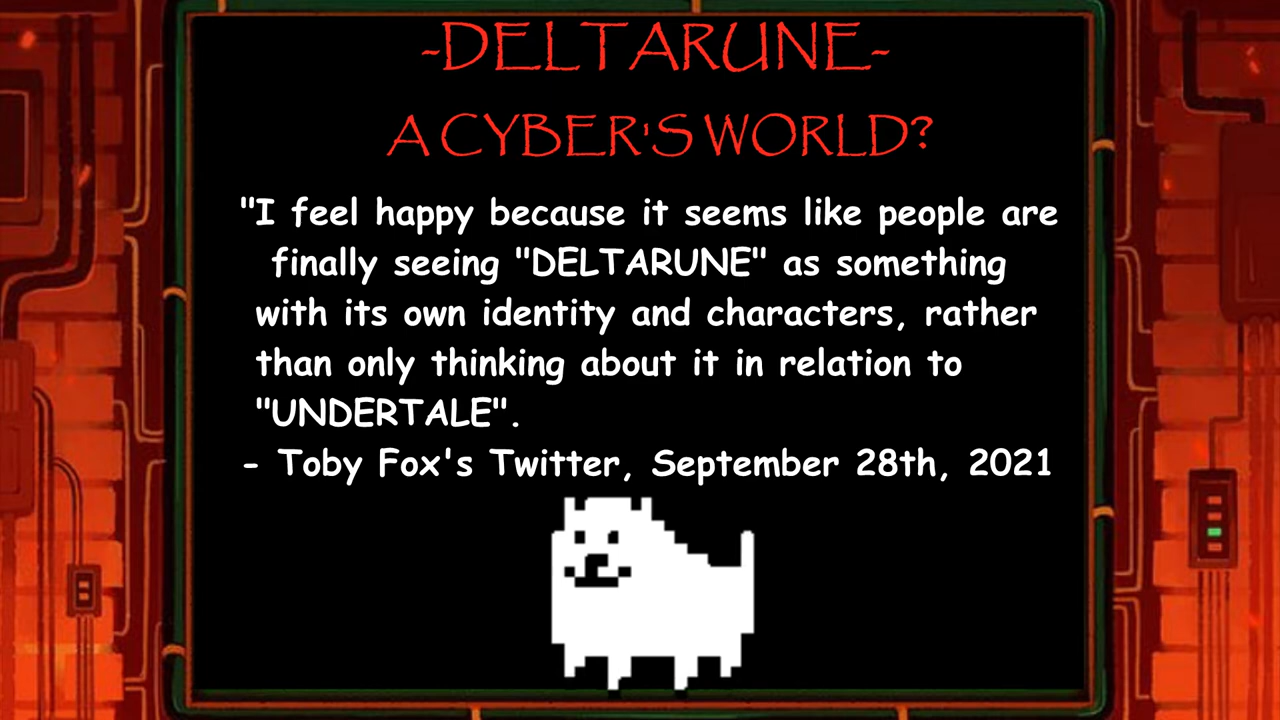 -DELTARUNE-
A CYBER'S WORLD?
"I feel happy because it seems like people are
finally seeing "DELTARUNE" as something
with its own identity and characters, rather
than only thinking about it in relation to
"UNDERTALE".
- Toby Fox's Twitter, September 28th, 2021